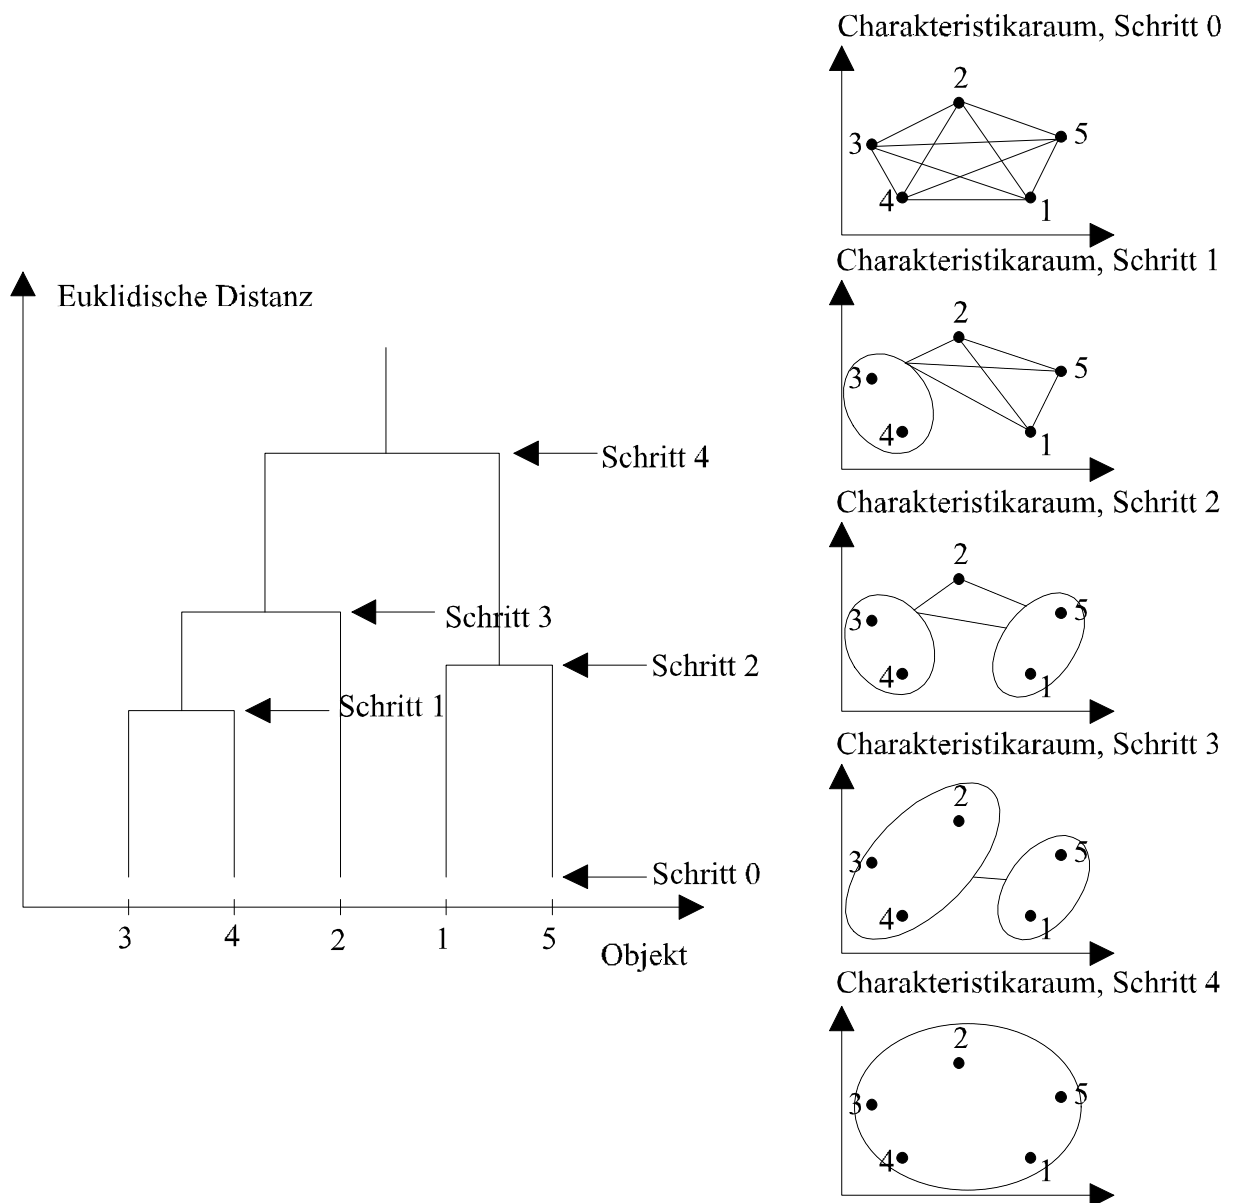 Euklidische Distanz
Schritt 4
Schritt 3
Schritt 2
Schritt 1
Schritt 0
3 4 2 1 5
Objekt
Charakteristikaraum, Schritt 0
2
3
5
4
1
Charakteristikaraum, Schritt 1
2
3
5
4
1
Charakteristikaraum, Schritt 2
2
3
5
4
1
Charakteristikaraum, Schritt 3
2
3
5
4
1
Charakteristikaraum, Schritt 4
2
3
5
4
1